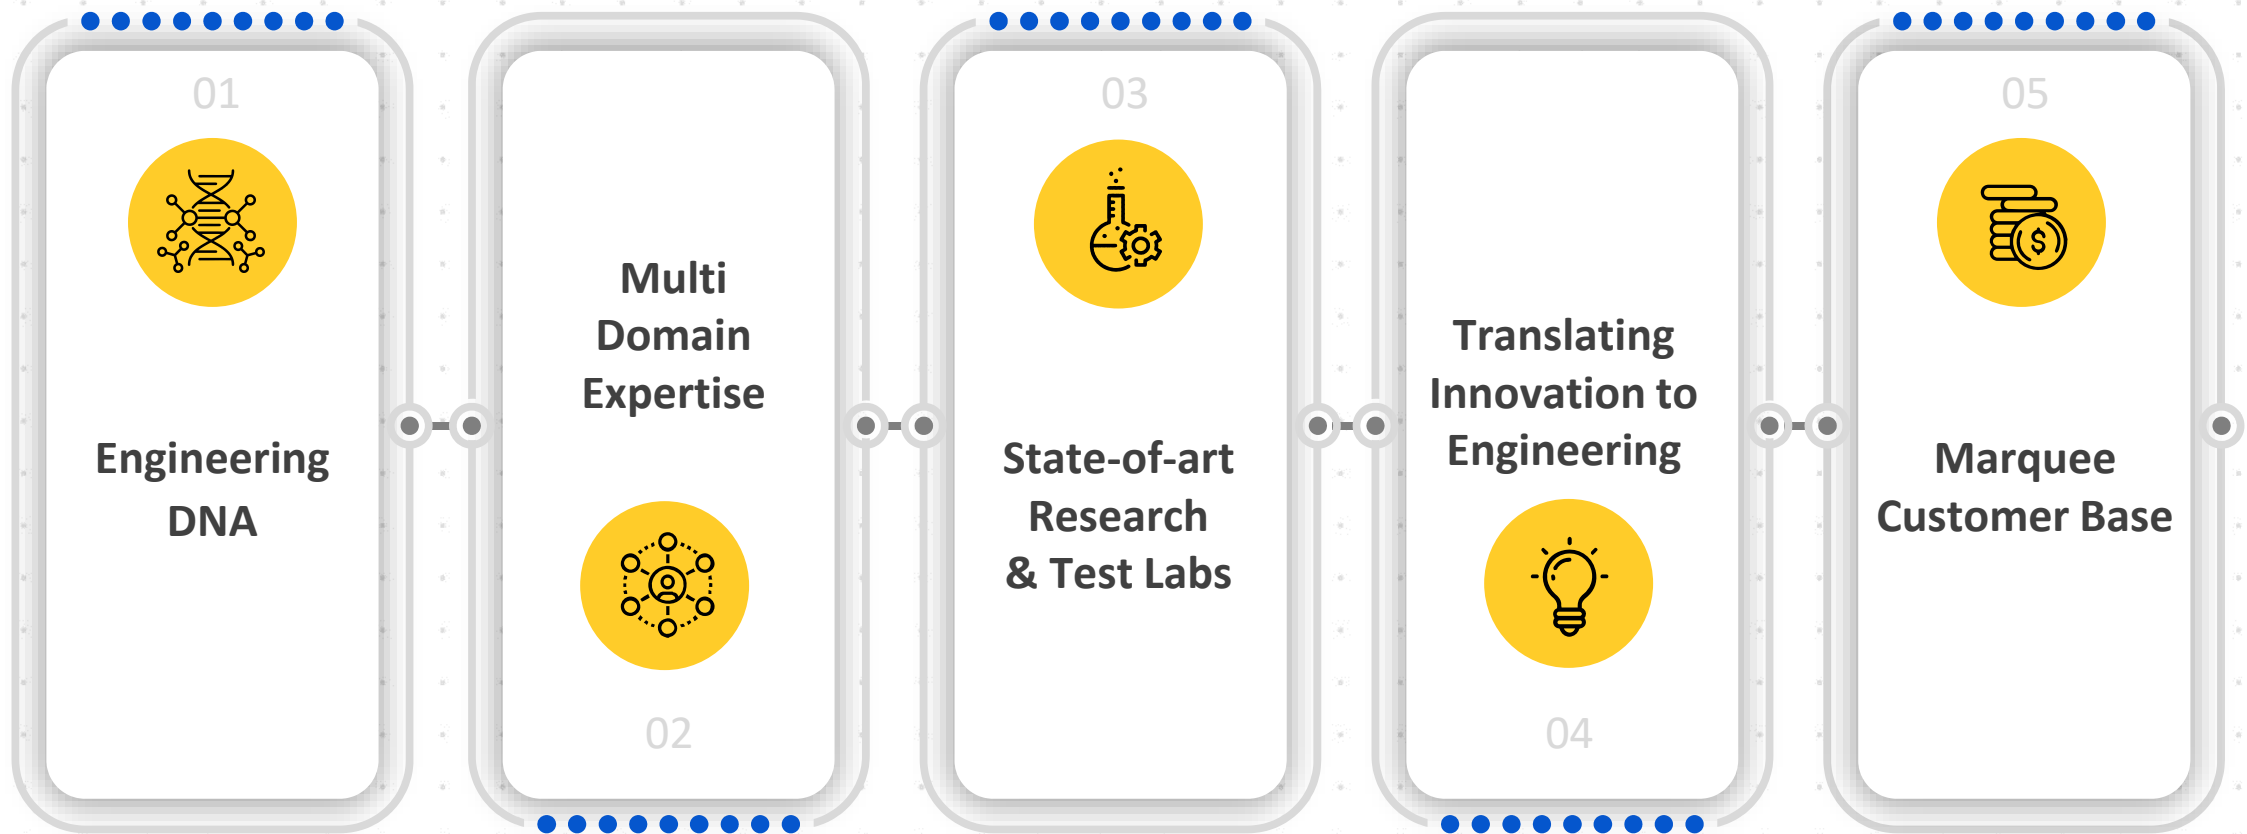 01
Engineering
DNA
Multi
Domain
Expertise
02
03
State-of-art
Research
& Test Labs
Translating
Innovation to
Engineering
04
05
$
Marquee
Customer Base